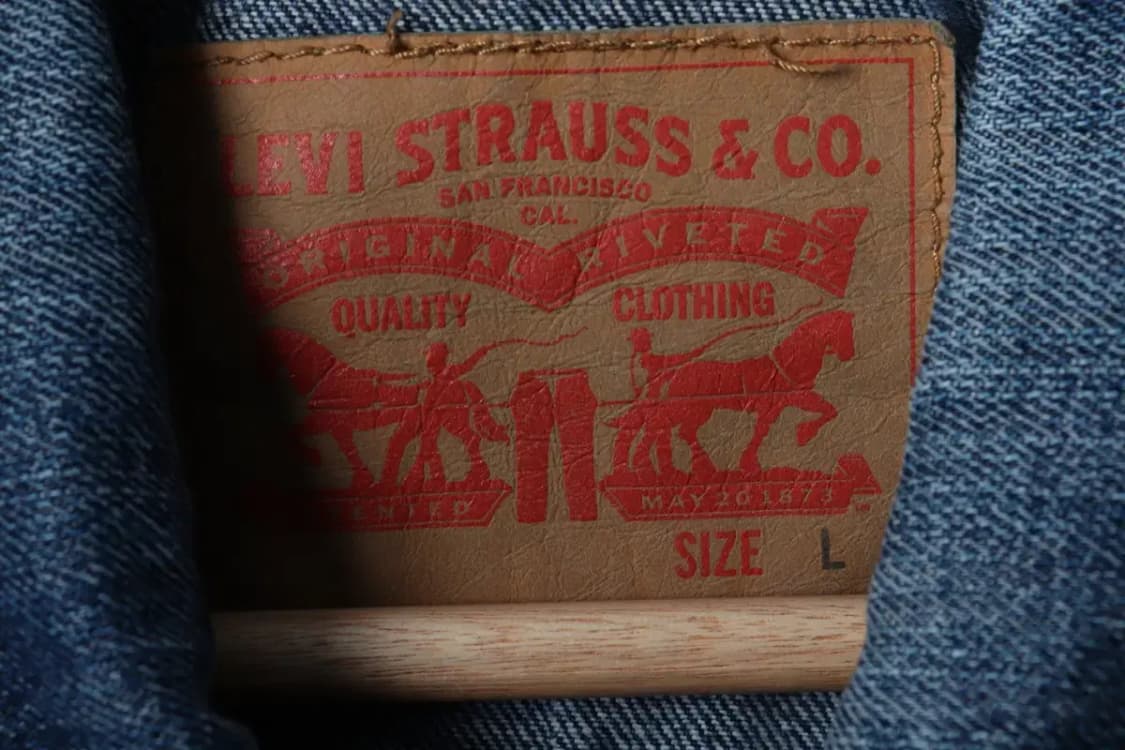 LEVI STRAUSS & CO.
SAN FRANCISCO
CAL.
ORIGINAL RIVETED
QUALITY CLOTHING
MAY 20 1873
SIZE L